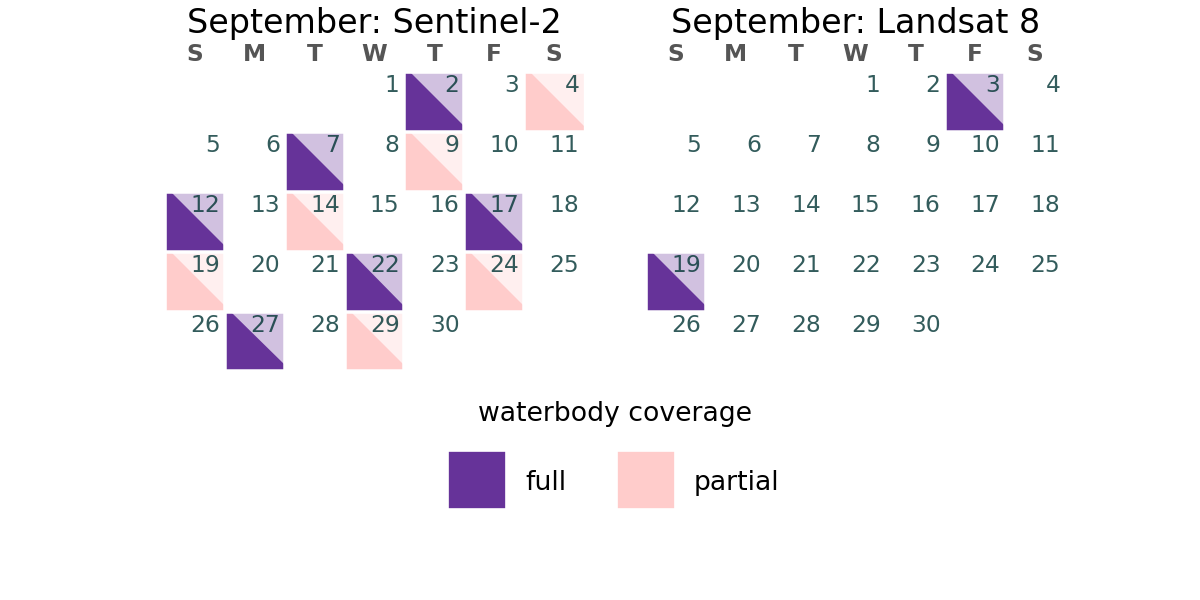 September: Sentinel-2
S M T W T F S
1 2 3 4
5 6 7 8 9 10 11
12 13 14 15 16 17 18
19 20 21 22 23 24 25
26 27 28 29 30
September: Landsat 8
S M T W T F S
1 2 3 4
5 6 7 8 9 10 11
12 13 14 15 16 17 18
19 20 21 22 23 24 25
26 27 28 29 30
waterbody coverage
full
partial